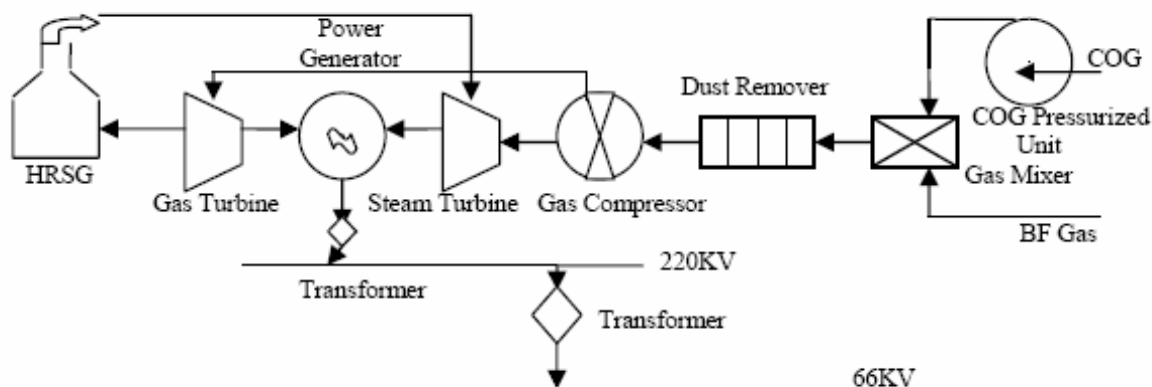 Power
Generator
COG
Dust Remover
COG Pressurized
Unit
HRSG
Gas Mixer
Gas Turbine
Steam Turbine
Gas Compressor
BF Gas
220KV
Transformer
Transformer
66KV